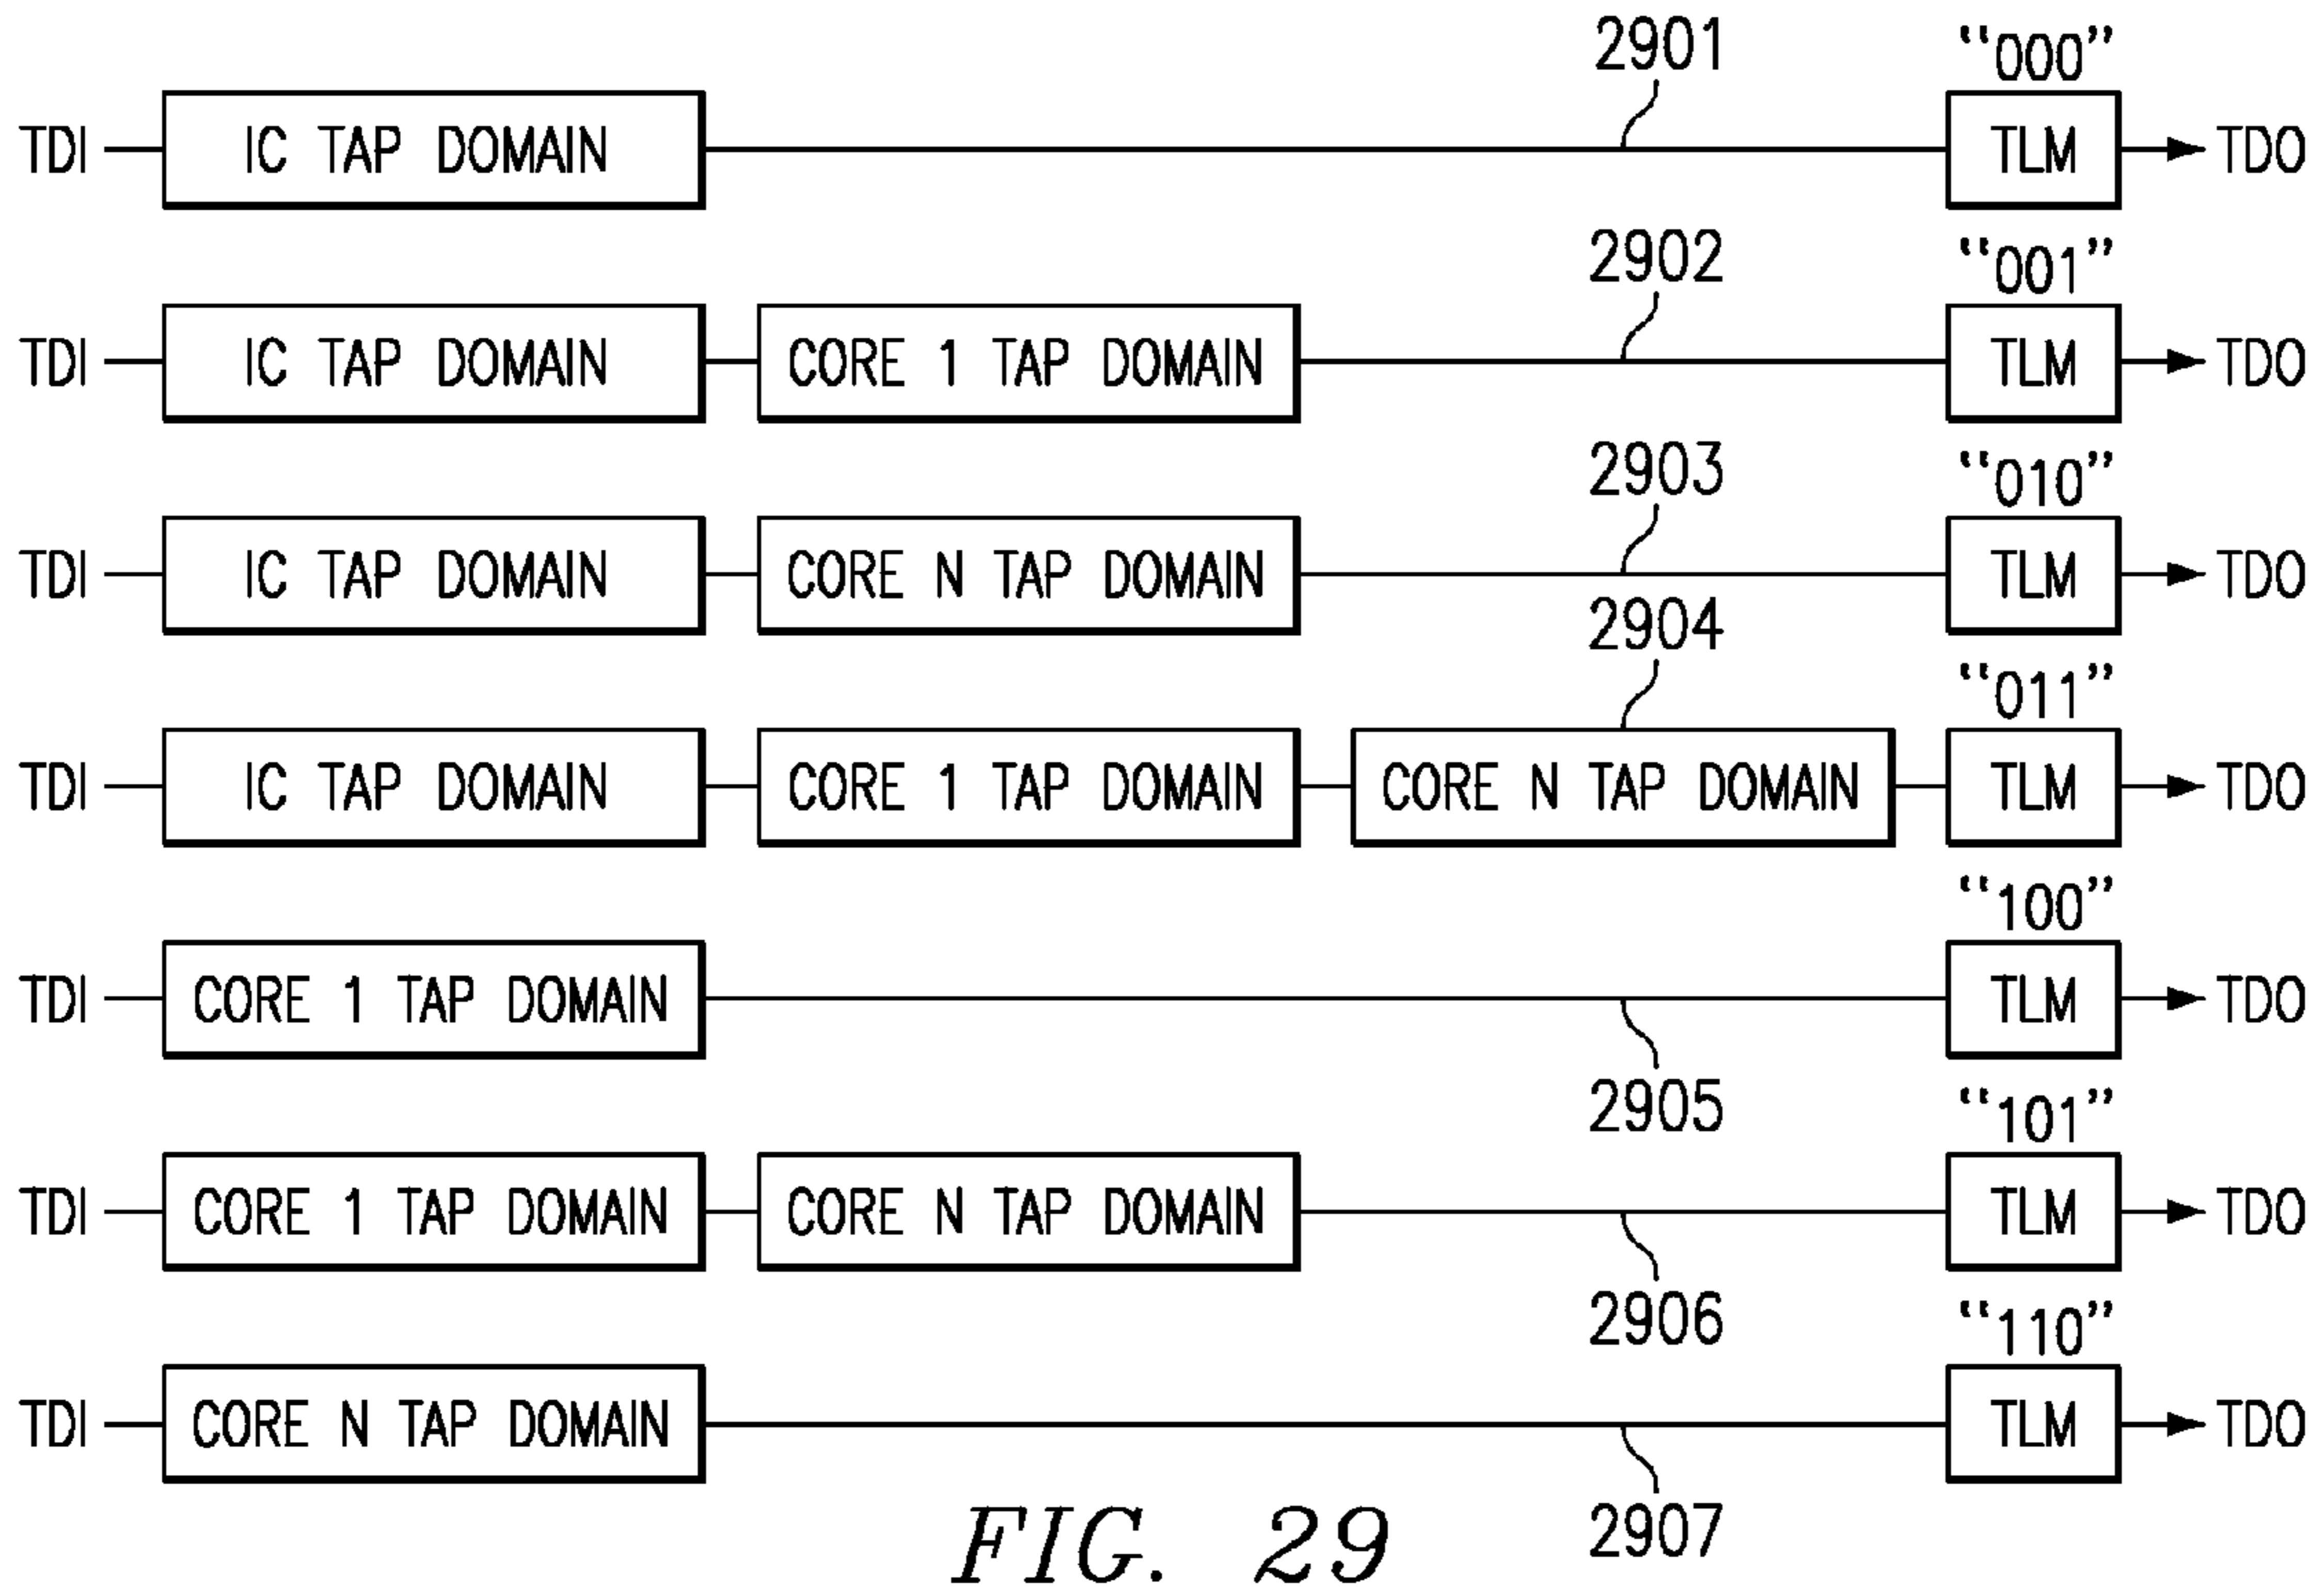 2901 “000”
TDI IC TAP DOMAIN TLM TDO
2902 “001”
TDI IC TAP DOMAIN CORE 1 TAP DOMAIN TLM TDO
2903 “010”
TDI IC TAP DOMAIN CORE N TAP DOMAIN TLM TDO
2904 “011”
TDI IC TAP DOMAIN CORE 1 TAP DOMAIN CORE N TAP DOMAIN TLM TDO
“100”
TDI CORE 1 TAP DOMAIN TLM TDO
2905 “101”
TDI CORE 1 TAP DOMAIN CORE N TAP DOMAIN TLM TDO
2906 “110”
TDI CORE N TAP DOMAIN TLM TDO
2907
FIG. 29